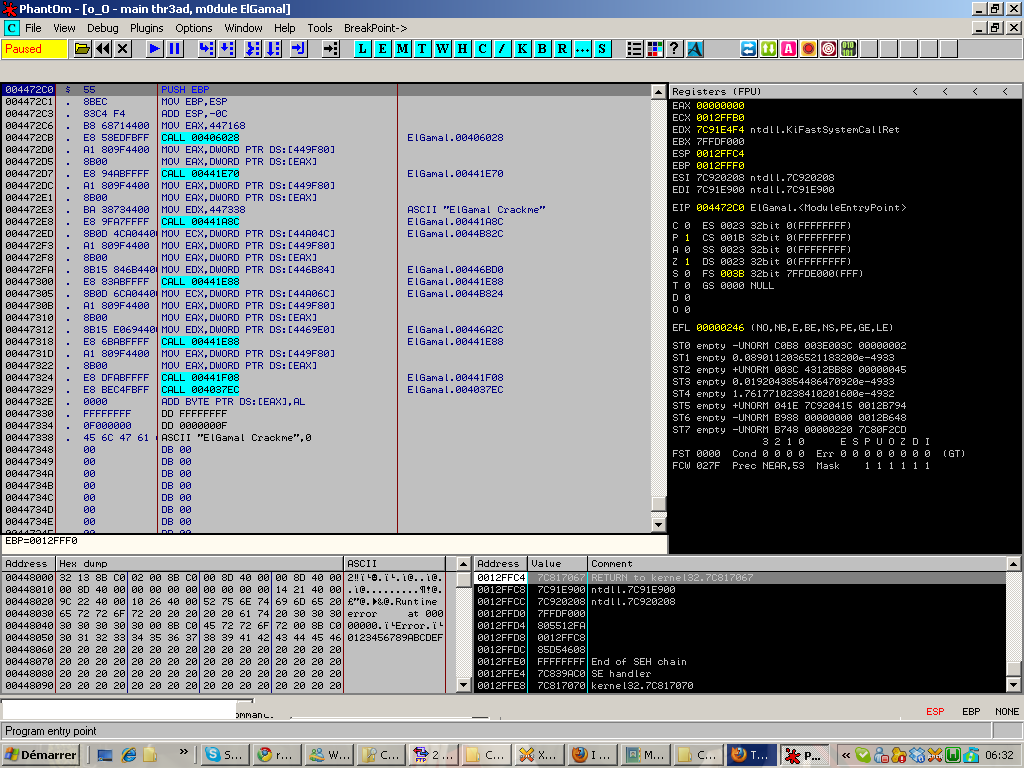 PhantOm - [o_O - main thr3ad, m0dule ElGamal]
C File View Debug Plugins Options Window Help Tools BreakPoint->
Paused L E M T W H C / K B R ... S ?
004472C0 $ 55 PUSH EBP
004472C1 . 8BEC MOV EBP,ESP
004472C3 . 83C4 F4 ADD ESP,-0C
004472C6 . B8 68714400 MOV EAX,447168
004472CB . E8 58EDFBFF CALL 00406028 ElGamal.00406028
004472D0 . A1 809F4400 MOV EAX,DWORD PTR DS:[449F80]
004472D5 . 8B00 MOV EAX,DWORD PTR DS:[EAX]
004472D7 . E8 94ABFFFF CALL 00441E70 ElGamal.00441E70
004472DC . A1 809F4400 MOV EAX,DWORD PTR DS:[449F80]
004472E1 . 8B00 MOV EAX,DWORD PTR DS:[EAX]
004472E3 . BA 38734400 MOV EDX,447338 ASCII "ElGamal Crackme"
004472E8 . E8 9FA7FFFF CALL 00441A8C ElGamal.00441A8C
004472ED . 8B0D 4CA04400 MOV ECX,DWORD PTR DS:[44A04C] ElGamal.0044B82C
004472F3 . A1 809F4400 MOV EAX,DWORD PTR DS:[449F80]
004472F8 . 8B00 MOV EAX,DWORD PTR DS:[EAX]
004472FA . 8B15 846B4400 MOV EDX,DWORD PTR DS:[446B84] ElGamal.00446BD0
00447300 . E8 83ABFFFF CALL 00441E88 ElGamal.00441E88
00447305 . 8B0D 6CA04400 MOV ECX,DWORD PTR DS:[44A06C] ElGamal.0044B824
0044730B . A1 809F4400 MOV EAX,DWORD PTR DS:[449F80]
00447310 . 8B00 MOV EAX,DWORD PTR DS:[EAX]
00447312 . 8B15 E0694400 MOV EDX,DWORD PTR DS:[4469E0] ElGamal.00446A2C
00447318 . E8 6BABFFFF CALL 00441E88 ElGamal.00441E88
0044731D . A1 809F4400 MOV EAX,DWORD PTR DS:[449F80]
00447322 . 8B00 MOV EAX,DWORD PTR DS:[EAX]
00447324 . E8 DFABFFFF CALL 00441F08 ElGamal.00441F08
00447329 . E8 BEC4FBFF CALL 004037EC ElGamal.004037EC
0044732E . 0000 ADD BYTE PTR DS:[EAX],AL
00447330 . FFFFFFFF DD FFFFFFFF
00447334 . 0F000000 DD 0000000F
00447338 . 45 6C 47 61 ASCII "ElGamal Crackme",0
00447348 00 DB 00
00447349 00 DB 00
0044734A 00 DB 00
0044734B 00 DB 00
0044734C 00 DB 00
0044734D 00 DB 00
0044734E 00 DB 00
EBP=0012FFF0
Registers (FPU) < < < <
EAX 00000000
ECX 0012FFB0
EDX 7C91E4F4 ntdll.KiFastSystemCallRet
EBX 7FFDF000
ESP 0012FFC4
EBP 0012FFF0
ESI 7C920208 ntdll.7C920208
EDI 7C91E900 ntdll.7C91E900
EIP 004472C0 ElGamal.<ModuleEntryPoint>
C 0 ES 0023 32bit 0(FFFFFFFF)
P 1 CS 001B 32bit 0(FFFFFFFF)
A 0 SS 0023 32bit 0(FFFFFFFF)
Z 1 DS 0023 32bit 0(FFFFFFFF)
S 0 FS 003B 32bit 7FFDE000(FFF)
T 0 GS 0000 NULL
D 0
O 0
EFL 00000246 (NO,NB,E,BE,NS,PE,GE,LE)
ST0 empty -UNORM C0B8 003E003C 00000002
ST1 empty 0.0890112036521183200e-4933
ST2 empty +UNORM 003C 4312BB88 00000045
ST3 empty 0.0192043854486470920e-4933
ST4 empty 1.7617710238410201600e-4932
ST5 empty +UNORM 041E 7C920415 0012B794
ST6 empty -UNORM B988 00000000 0012B648
ST7 empty -UNORM B748 00000220 7C80F2CD
3 2 1 0 E S P U O Z D I
FST 0000 Cond 0 0 0 0 Err 0 0 0 0 0 0 0 0 (GT)
FCW 027F Prec NEAR,53 Mask 1 1 1 1 1 1
Address Hex dump ASCII
00448000 32 13 8B C0 02 00 8B C0 00 8D 40 00 00 8D 40 00
00448010 00 8D 40 00 00 00 00 00 00 00 00 00 14 21 40 00
00448020 9C 22 40 00 10 26 40 00 52 75 6E 74 69 6D 65 20
00448030 65 72 72 6F 72 20 20 20 20 20 61 74 20 30 30 30 error at 000
00448040 30 30 30 30 30 00 8B C0 45 72 72 6F 72 00 8B C0
00448050 30 31 32 33 34 35 36 37 38 39 41 42 43 44 45 46 0123456789ABCDEF
00448060 20 20 20 20 20 20 20 20 20 20 20 20 20 20 20 20
00448070 20 20 20 20 20 20 20 20 20 20 20 20 20 20 20 20
00448080 20 20 20 20 20 20 20 20 20 20 20 20 20 20 20 20
00448090 20 20 20 20 20 20 20 20 20 20 20 20 20 20 20 20
Address Value Comment
0012FFC4 7C817067 RETURN to kernel32.7C817067
0012FFC8 7C91E900 ntdll.7C91E900
0012FFCC 7C920208 ntdll.7C920208
0012FFD0 7FFDF000
0012FFD4 805512FA
0012FFD8 0012FFC8
0012FFDC 85D54608
0012FFE0 FFFFFFFF End of SEH chain
0012FFE4 7C839AC0 SE handler
0012FFE8 7C817070 kernel32.7C817070
ESP EBP NONE
Program entry point
Démarrer » S... r... W... C... 2... C... X... I... M... C... T... P... « 06:32